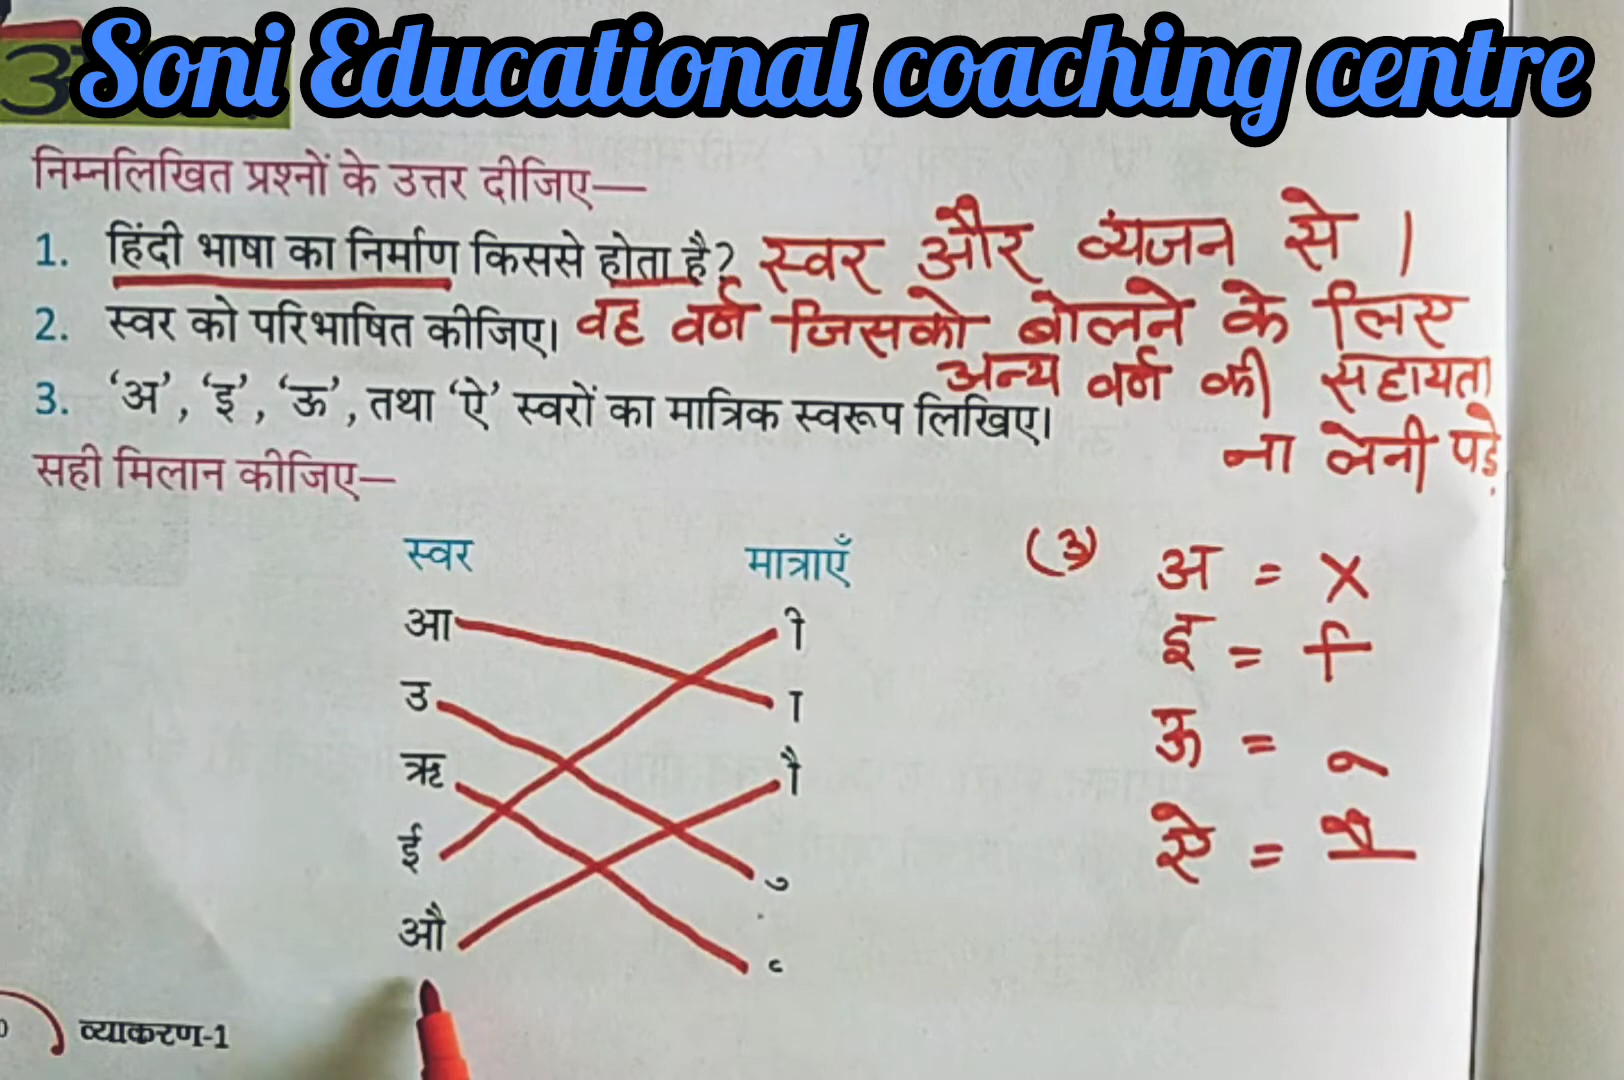 Soni Educational coaching centre
निम्नलिखित प्रश्नों के उत्तर दीजिए—
1. हिंदी भाषा का निर्माण किससे होता है? स्वर और व्यंजन से ।
2. स्वर को परिभाषित कीजिए। वह वर्ण जिसको बोलने के लिए
अन्य वर्ण की सहायता
3. ‘अ’, ‘इ’, ‘ऊ’, तथा ‘ऐ’ स्वरों का मात्रिक स्वरूप लिखिए।
ना लेनी पड़े
सही मिलान कीजिए—
स्वर मात्राएँ
आ ी
उ ा
ऋ ौ
ई ु
औ ृ
(3) अ = X
इ = ि
ऊ = ू
ऐ = ै
व्याकरण-1